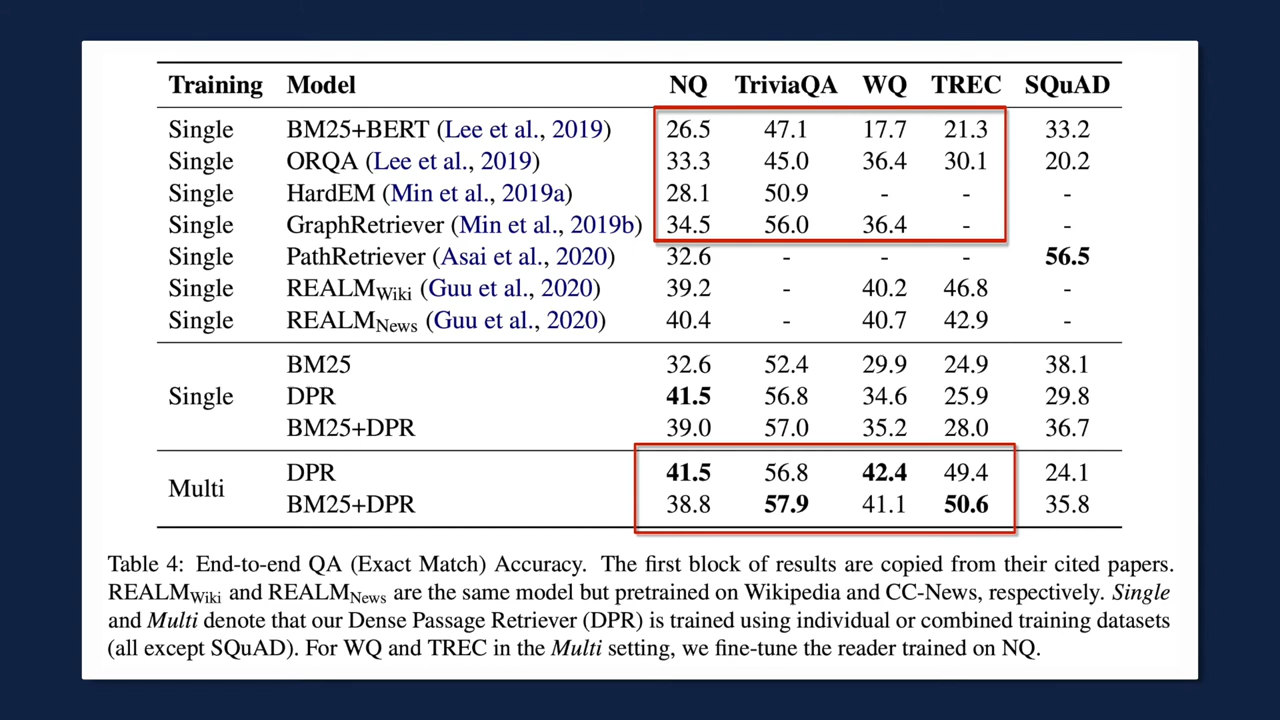 Training Model NQ TriviaQA WQ TREC SQuAD
Single BM25+BERT (Lee et al., 2019) 26.5 47.1 17.7 21.3 33.2
Single ORQA (Lee et al., 2019) 33.3 45.0 36.4 30.1 20.2
Single HardEM (Min et al., 2019a) 28.1 50.9 - - -
Single GraphRetriever (Min et al., 2019b) 34.5 56.0 36.4 - -
Single PathRetriever (Asai et al., 2020) 32.6 - - - 56.5
Single REALMWiki (Guu et al., 2020) 39.2 - 40.2 46.8 -
Single REALMNews (Guu et al., 2020) 40.4 - 40.7 42.9 -
BM25 32.6 52.4 29.9 24.9 38.1
Single DPR 41.5 56.8 34.6 25.9 29.8
BM25+DPR 39.0 57.0 35.2 28.0 36.7
Multi DPR 41.5 56.8 42.4 49.4 24.1
BM25+DPR 38.8 57.9 41.1 50.6 35.8
Table 4: End-to-end QA (Exact Match) Accuracy. The first block of results are copied from their cited papers.
REALMWiki and REALMNews are the same model but pretrained on Wikipedia and CC-News, respectively. Single
and Multi denote that our Dense Passage Retriever (DPR) is trained using individual or combined training datasets
(all except SQuAD). For WQ and TREC in the Multi setting, we fine-tune the reader trained on NQ.